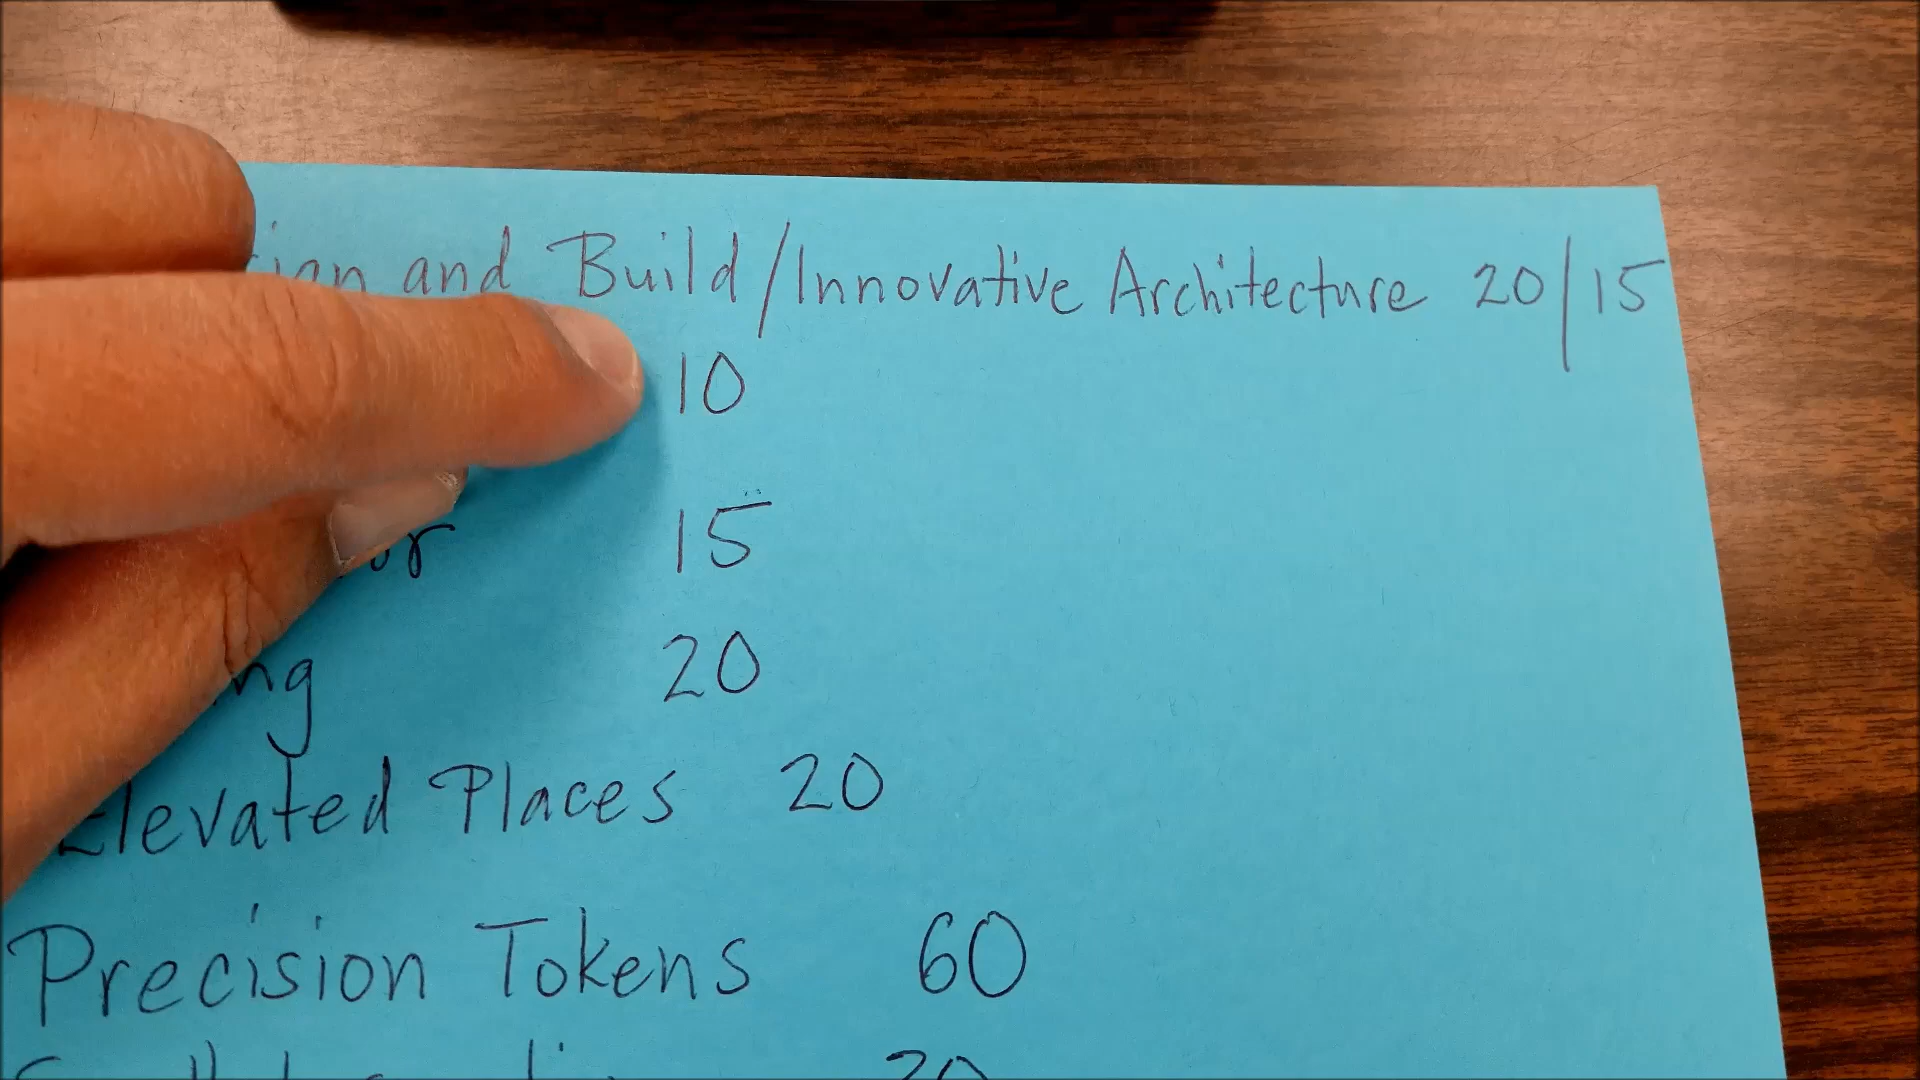 and Build/Innovative Architecture 20/15
10
15
20
Elevated Places 20
Precision Tokens 60